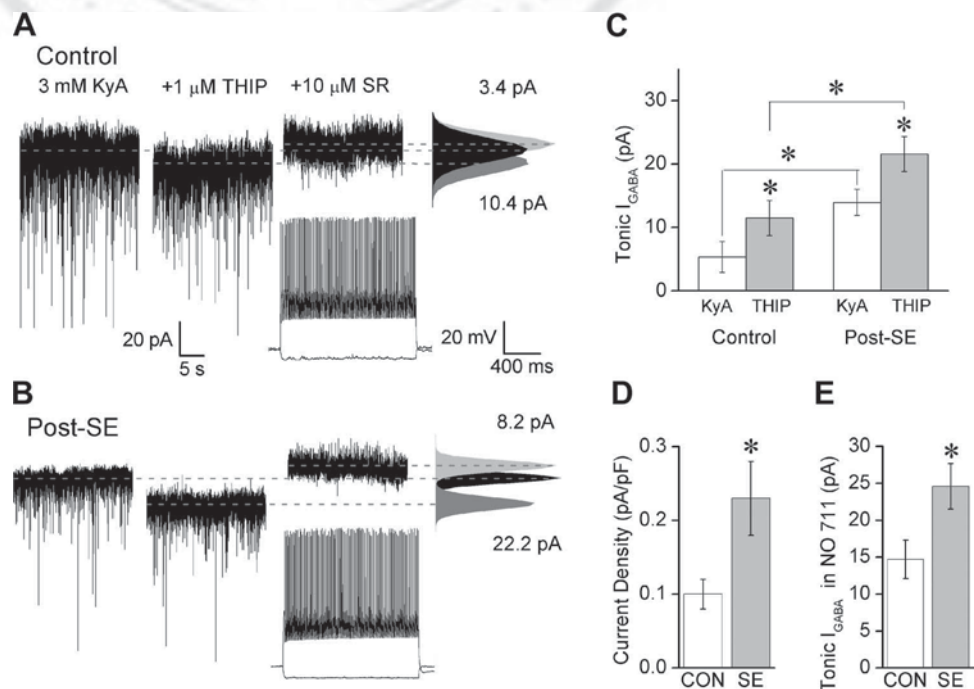 A
Control
3 mM KyA
+1 µM THIP
+10 µM SR
3.4 pA
10.4 pA
20 pA
5 s
20 mV
400 ms
B
Post-SE
8.2 pA
22.2 pA
C
Tonic I_GABA (pA)
30
20
10
0
*
*
*
*
KyA THIP KyA THIP
Control Post-SE
D
Current Density (pA/pF)
0.3
0.2
0.1
0.0
*
CON SE
E
Tonic I_GABA in NO 711 (pA)
30
25
20
15
10
5
0
*
CON SE